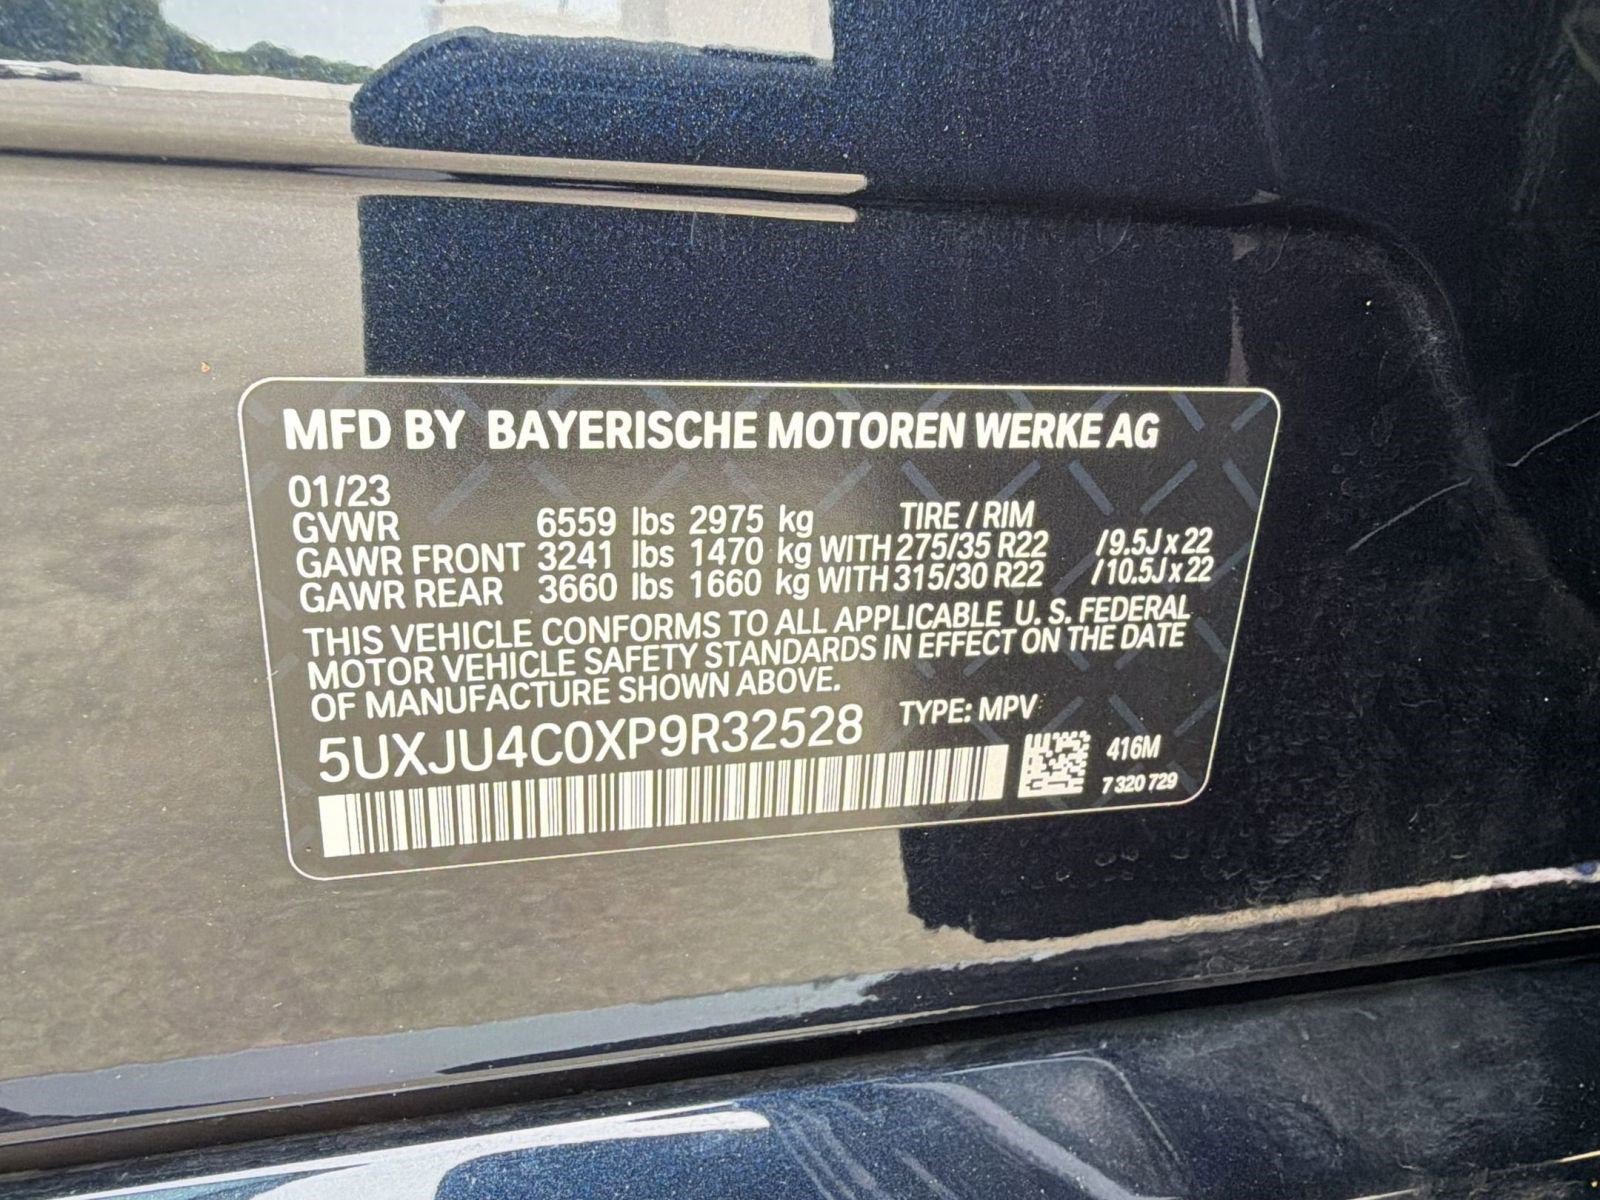 MFD BY BAYERISCHE MOTOREN WERKE AG
01/23
GVWR 6559 lbs 2975 kg TIRE / RIM
GAWR FRONT 3241 lbs 1470 kg WITH 275/35 R22 /9.5J x 22
GAWR REAR 3660 lbs 1660 kg WITH 315/30 R22 /10.5J x 22
THIS VEHICLE CONFORMS TO ALL APPLICABLE U. S. FEDERAL
MOTOR VEHICLE SAFETY STANDARDS IN EFFECT ON THE DATE
OF MANUFACTURE SHOWN ABOVE.
5UXJU4C0XP9R32528 TYPE: MPV
416M
7 320 729